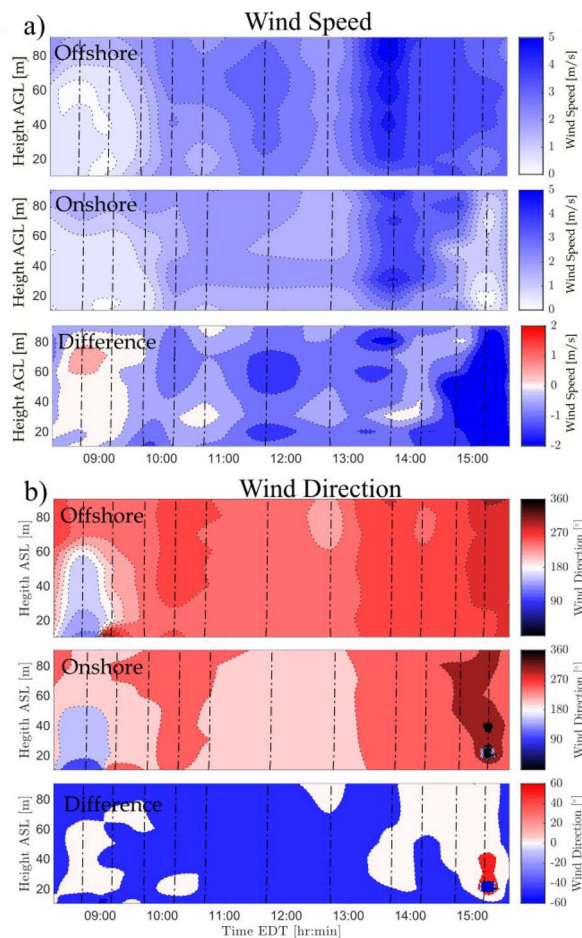 a) Wind Speed
Offshore
Height AGL [m]
80
60
40
20
5
4
3
2
1
0
Wind Speed [m/s]
Onshore
Height AGL [m]
80
60
40
20
5
4
3
2
1
0
Wind Speed [m/s]
Difference
Height AGL [m]
80
60
40
20
2
1
0
-1
-2
Wind Speed [m/s]
09:00 10:00 11:00 12:00 13:00 14:00 15:00
b) Wind Direction
Offshore
Hegith ASL [m]
80
60
40
20
360
270
180
90
Wind Direction [°]
Onshore
Hegith ASL [m]
80
60
40
20
360
270
180
90
Wind Direction [°]
Difference
Height ASL [m]
80
60
40
20
60
40
20
0
-20
-40
-60
Wind Direction [°]
09:00 10:00 11:00 12:00 13:00 14:00 15:00
Time EDT [hr:min]